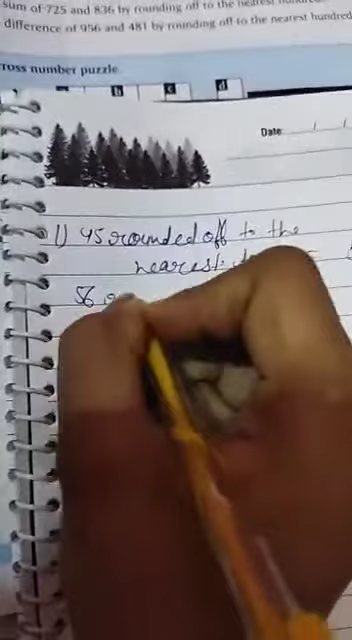 sum of 725 and 836 by rounding off to the nearest
difference of 956 and 481 by rounding off to the nearest hundred
ross number puzzle
b c d
Date: / /
1) 45 rounded off to the
nearest
56